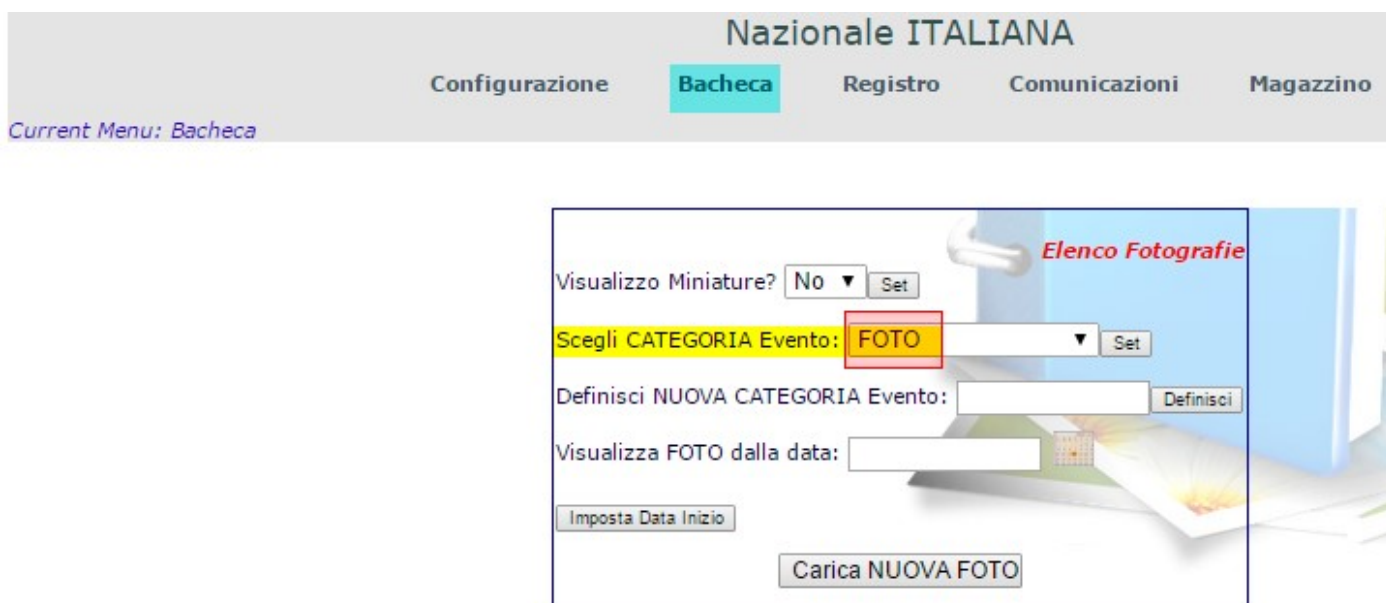 Nazionale ITALIANA
Configurazione Bacheca Registro Comunicazioni Magazzino
Current Menu: Bacheca
Elenco Fotografie
Visualizzo Miniature? No Set
Scegli CATEGORIA Evento: FOTO Set
Definisci NUOVA CATEGORIA Evento: Definisci
Visualizza FOTO dalla data:
Imposta Data Inizio
Carica NUOVA FOTO